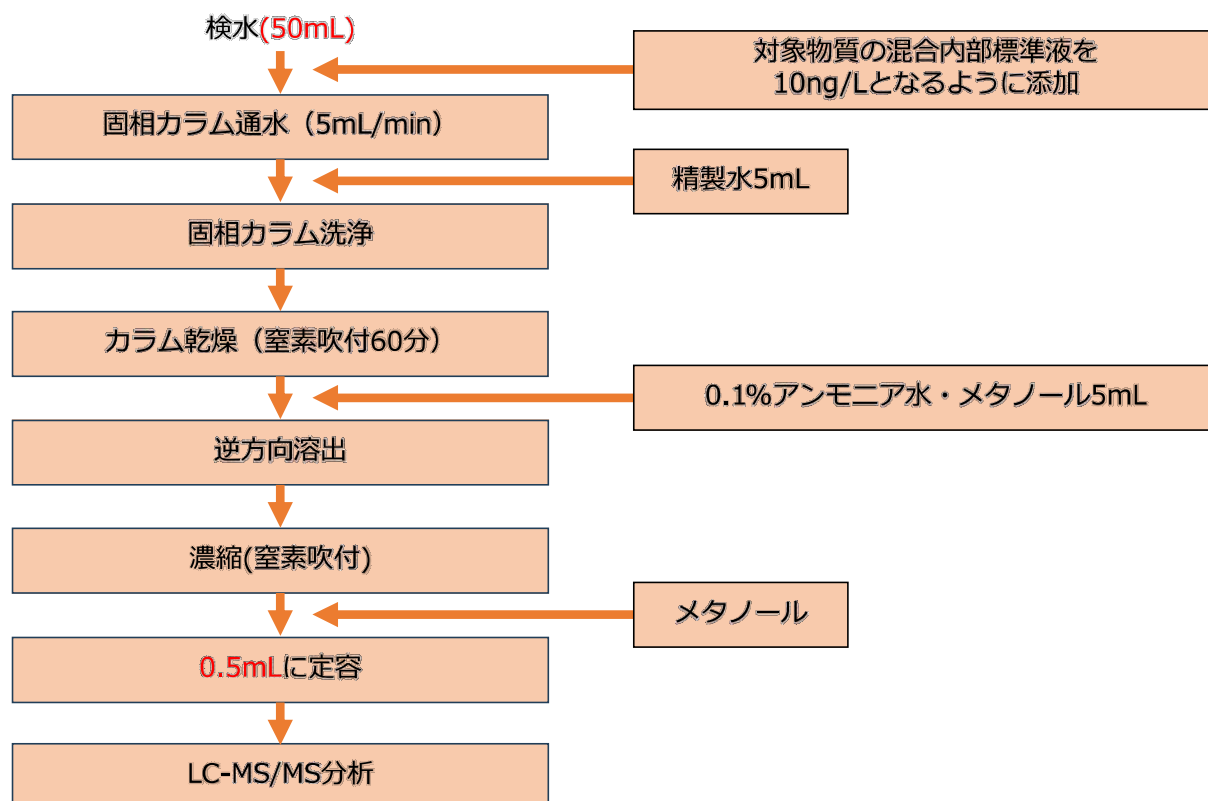 検水(50mL)
対象物質の混合内部標準液を
10ng/Lとなるように添加
固相カラム通水（5mL/min）
精製水5mL
固相カラム洗浄
カラム乾燥（窒素吹付60分）
0.1%アンモニア水・メタノール5mL
逆方向溶出
濃縮(窒素吹付)
メタノール
0.5mLに定容
LC-MS/MS分析